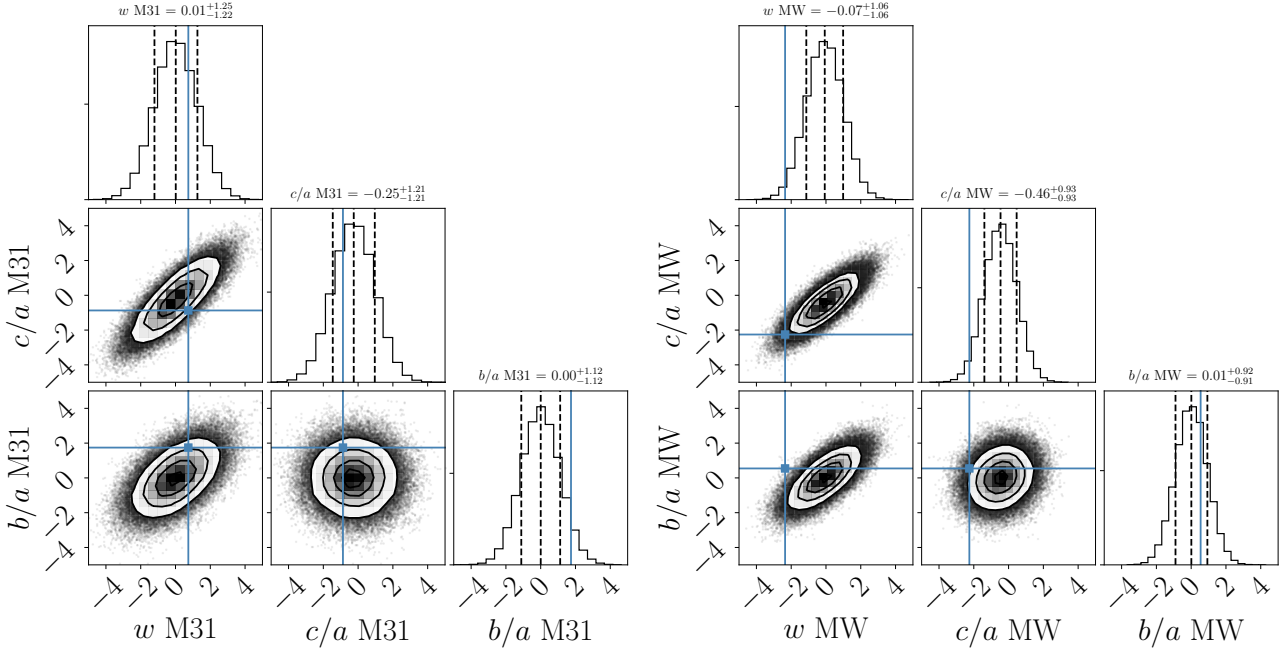 w M31 = 0.01^{+1.25}_{-1.22}
w MW = −0.07^{+1.06}_{-1.06}
c/a M31 = −0.25^{+1.21}_{-1.21}
c/a MW = −0.46^{+0.93}_{-0.93}
4
2
0
−2
−4
c/a M31
4
2
0
−2
−4
c/a MW
b/a M31 = 0.00^{+1.12}_{-1.12}
b/a MW = 0.01^{+0.92}_{-0.91}
4
2
0
−2
−4
b/a M31
4
2
0
−2
−4
b/a MW
−4 −2 0 2 4 −4 −2 0 2 4 −4 −2 0 2 4
−4 −2 0 2 4 −4 −2 0 2 4 −4 −2 0 2 4
w M31
c/a M31
b/a M31
w MW
c/a MW
b/a MW